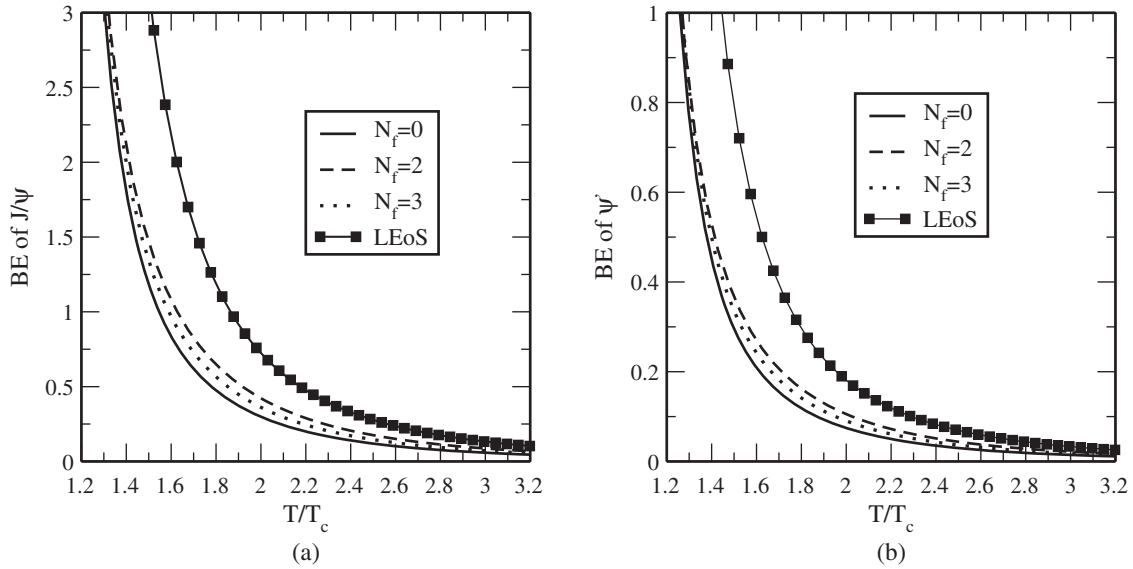 3
2.5
2
1.5
1
0.5
0
BE of J/ψ
N_f=0
N_f=2
N_f=3
LEoS
1.2 1.4 1.6 1.8 2 2.2 2.4 2.6 2.8 3 3.2
T/T_c
(a)
1
0.8
0.6
0.4
0.2
0
BE of ψ'
N_f=0
N_f=2
N_f=3
LEoS
1.2 1.4 1.6 1.8 2 2.2 2.4 2.6 2.8 3 3.2
T/T_c
(b)